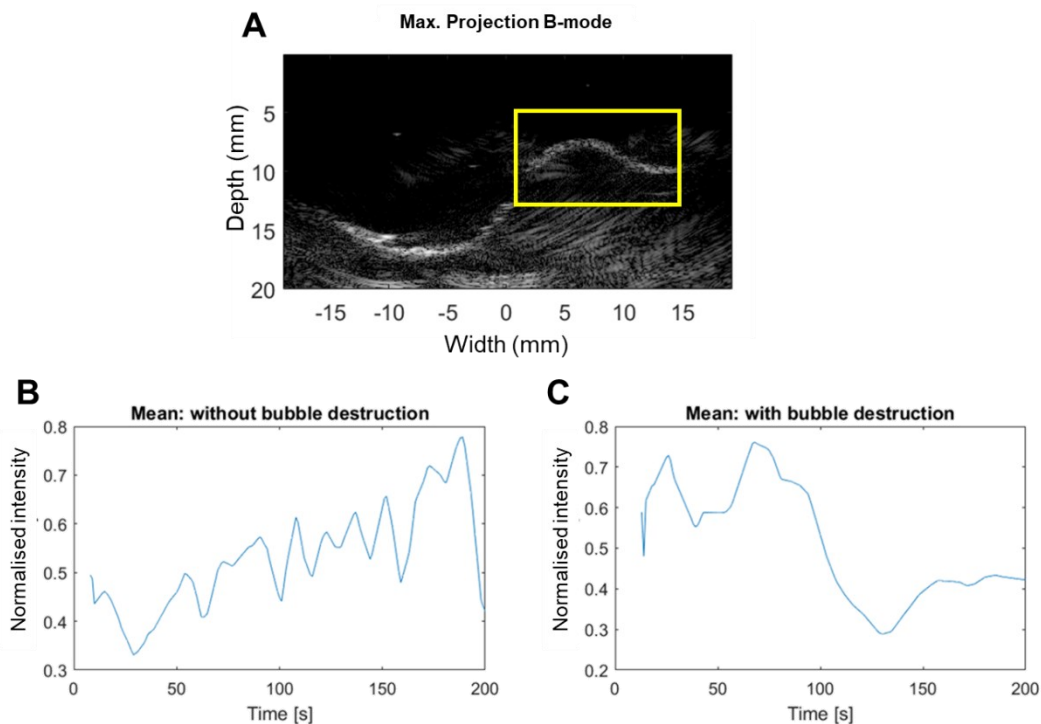 A
Max. Projection B-mode
Depth (mm)
5
10
15
20
-15 -10 -5 0 5 10 15
Width (mm)
B
Mean: without bubble destruction
Normalised intensity
0.8
0.7
0.6
0.5
0.4
0.3
0 50 100 150 200
Time [s]
C
Mean: with bubble destruction
Normalised intensity
0.8
0.7
0.6
0.5
0.4
0.3
0.2
0 50 100 150 200
Time [s]